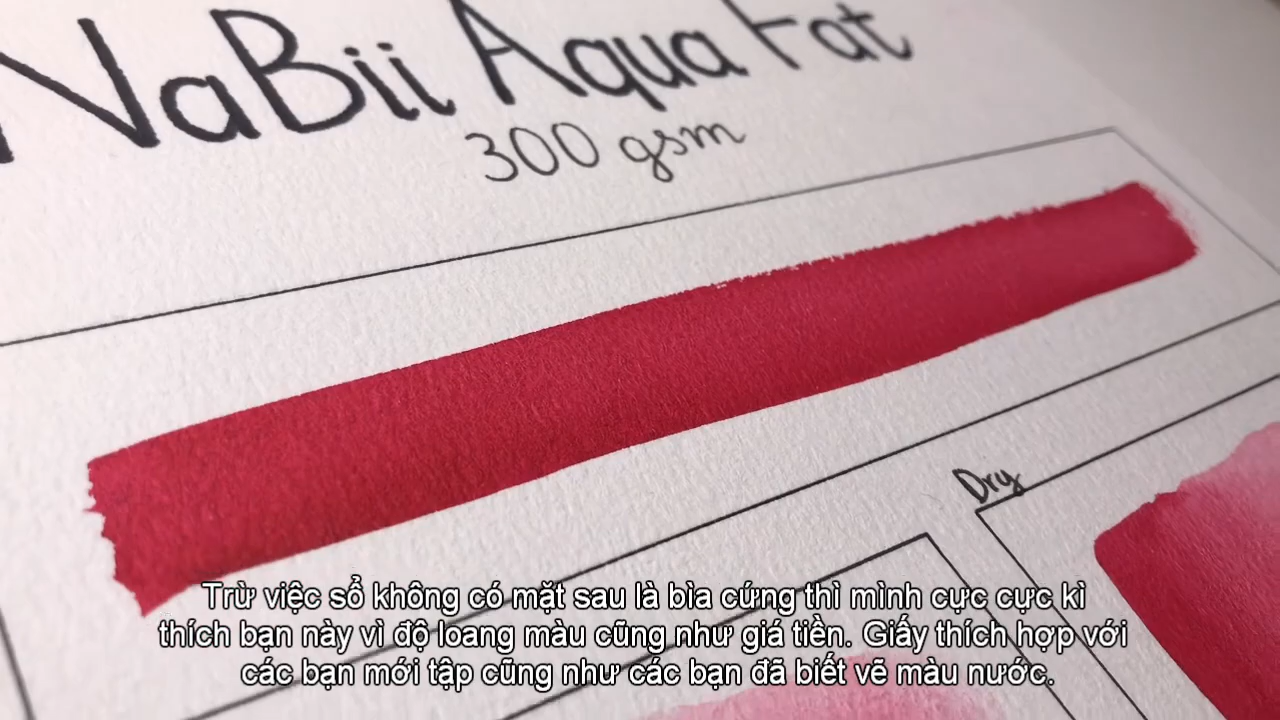 NaBii Aqua Fat
300 gsm
Dry
Trừ việc sổ không có mặt sau là bìa cứng thì mình cực cực kì
thích bạn này vì độ loang màu cũng như giá tiền. Giấy thích hợp với
các bạn mới tập cũng như các bạn đã biết vẽ màu nước.